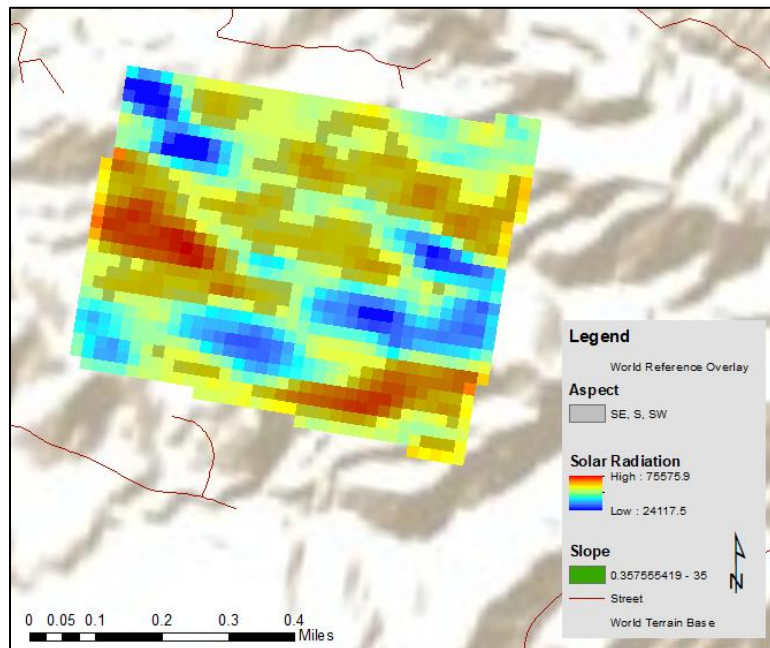 Legend
World Reference Overlay
Aspect
SE, S, SW
Solar Radiation
High : 75575.9
Low : 24117.5
Slope
0.357555419 - 35
Street
World Terrain Base
N
0 0.05 0.1 0.2 0.3 0.4
Miles